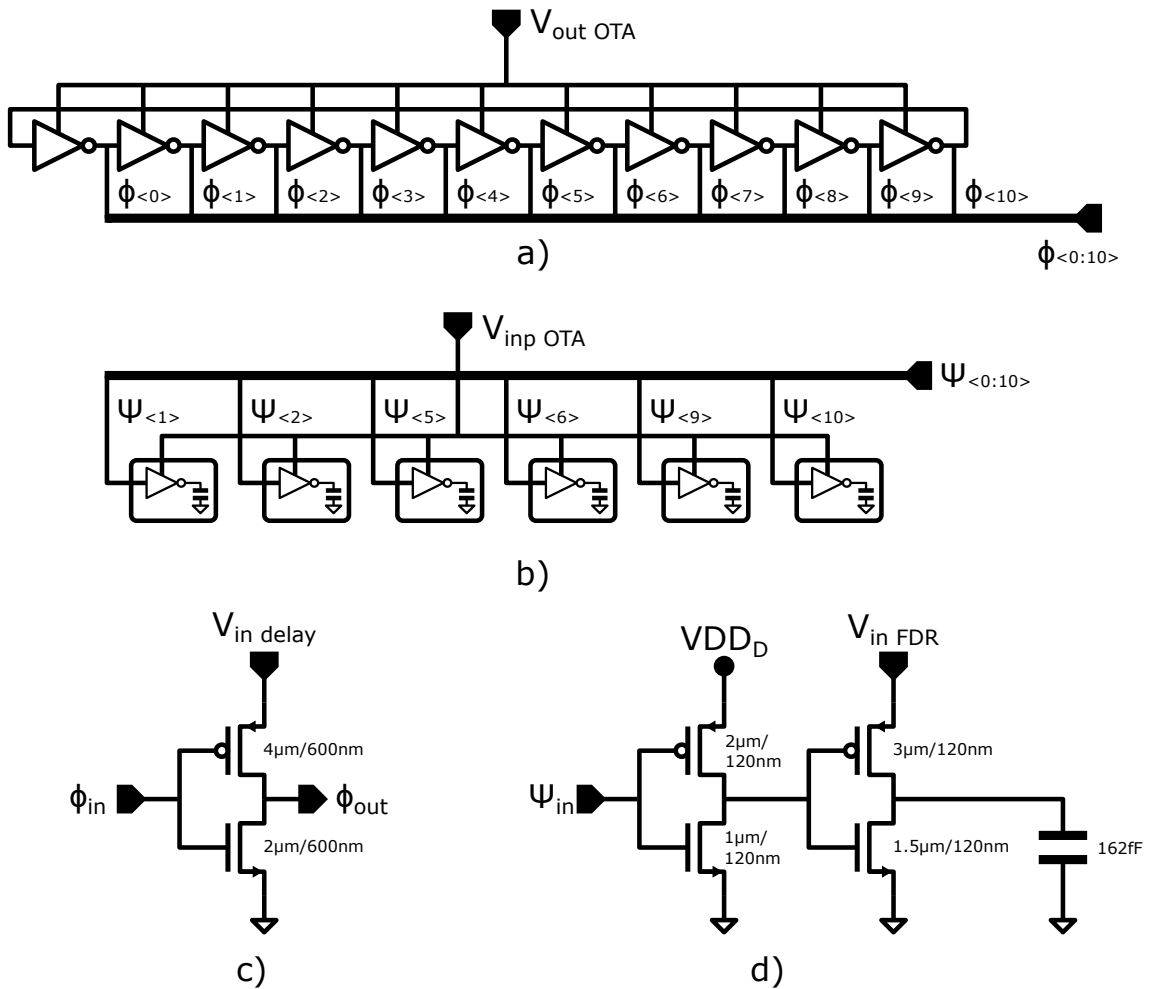 V out OTA
ϕ<0> ϕ<1> ϕ<2> ϕ<3> ϕ<4> ϕ<5> ϕ<6> ϕ<7> ϕ<8> ϕ<9> ϕ<10>
ϕ<0:10>
a)
V inp OTA
Ψ<0:10>
Ψ<1> Ψ<2> Ψ<5> Ψ<6> Ψ<9> Ψ<10>
b)
V in delay
4µm/600nm
ϕin ϕout
2µm/600nm
c)
VDD D
V in FDR
2µm/
120nm
3µm/120nm
Ψin
1µm/
120nm
1.5µm/120nm
162fF
d)